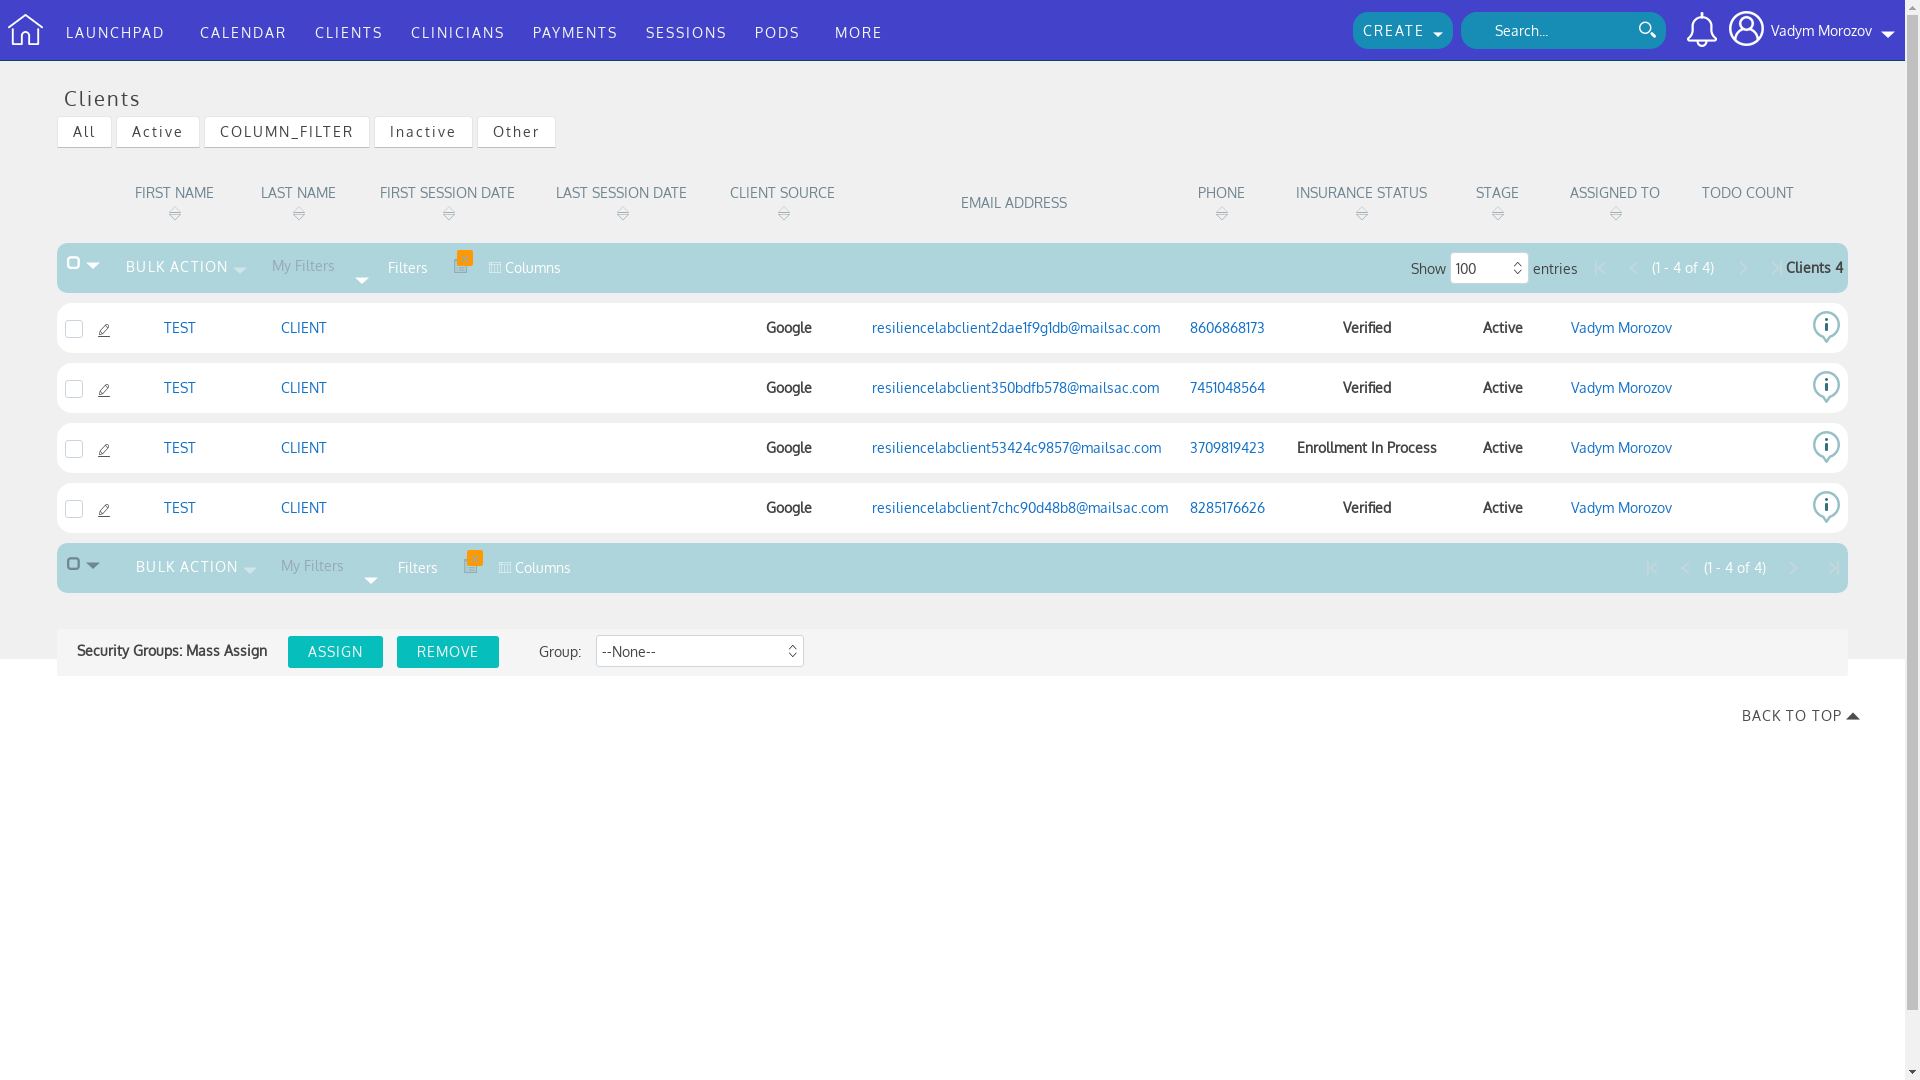 LAUNCHPAD CALENDAR CLIENTS CLINICIANS PAYMENTS SESSIONS PODS MORE CREATE Search... Vadym Morozov
Clients
All Active COLUMN_FILTER Inactive Other
FIRST NAME LAST NAME FIRST SESSION DATE LAST SESSION DATE CLIENT SOURCE EMAIL ADDRESS PHONE INSURANCE STATUS STAGE ASSIGNED TO TODO COUNT
BULK ACTION My Filters Filters Columns Show 100 entries (1 - 4 of 4) Clients 4
TEST CLIENT Google resiliencelabclient2dae1f9g1db@mailsac.com 8606868173 Verified Active Vadym Morozov
TEST CLIENT Google resiliencelabclient350bdfb578@mailsac.com 7451048564 Verified Active Vadym Morozov
TEST CLIENT Google resiliencelabclient53424c9857@mailsac.com 3709819423 Enrollment In Process Active Vadym Morozov
TEST CLIENT Google resiliencelabclient7chc90d48b8@mailsac.com 8285176626 Verified Active Vadym Morozov
BULK ACTION My Filters Filters Columns (1 - 4 of 4)
Security Groups: Mass Assign ASSIGN REMOVE Group: --None--
BACK TO TOP